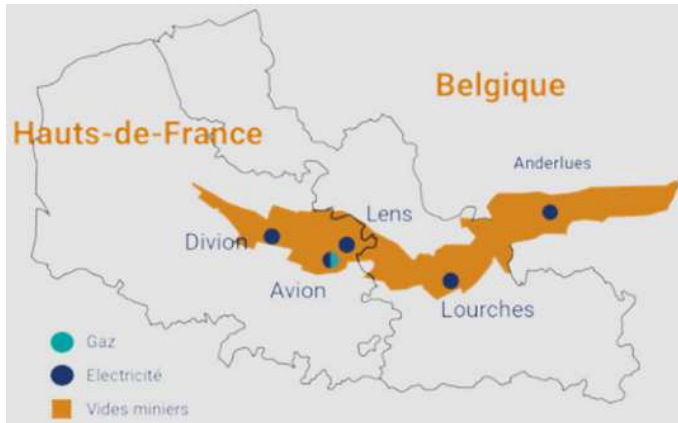 Belgique
Hauts-de-France
Anderlues
Lens
Divion
Avion
Lourches
Gaz
Electricité
Vides miniers